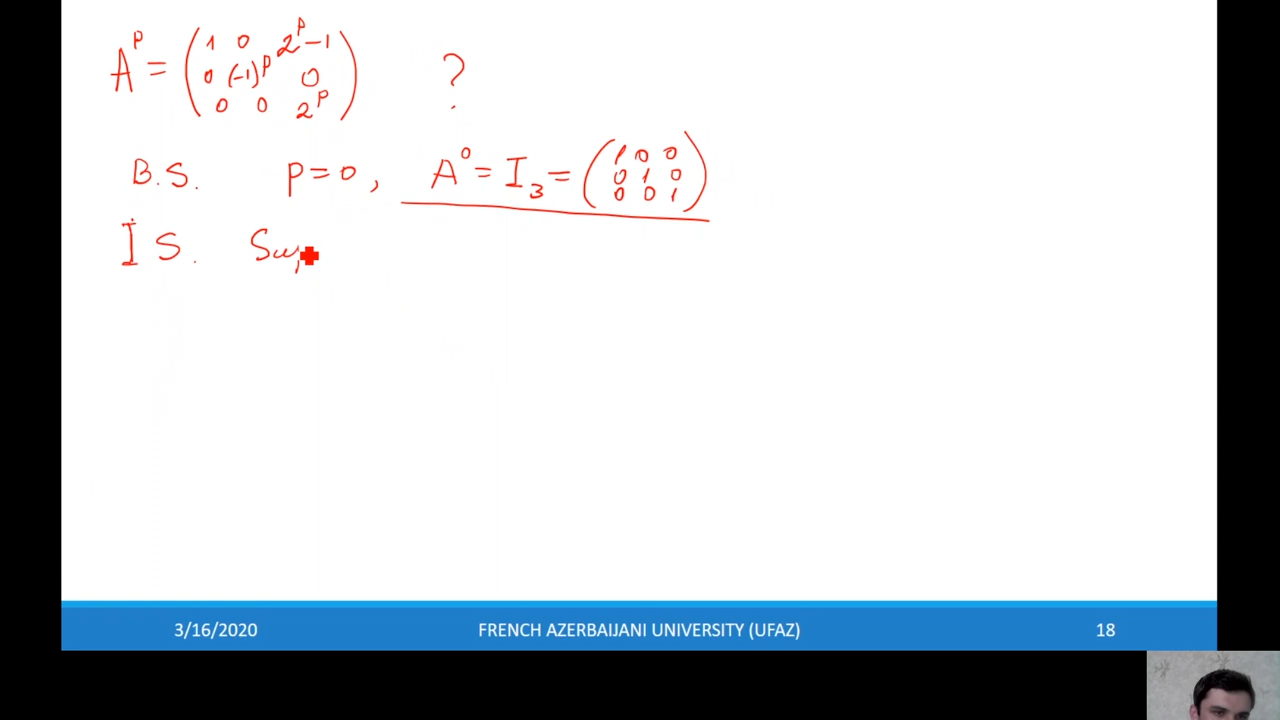 A^P = ( 1 0 2^P-1 ?
0 (-1)^P 0
0 0 2^P )
B.S. P=0, A^0 = I_3 = ( 1 0 0
0 1 0
0 0 1 )
I S.
3/16/2020 FRENCH AZERBAIJANI UNIVERSITY (UFAZ) 18